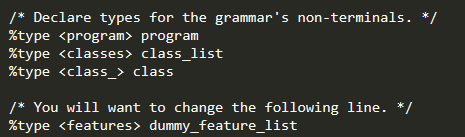 /* Declare types for the grammar's non-terminals. */
%type <program> program
%type <classes> class_list
%type <class_> class
/* You will want to change the following line. */
%type <features> dummy_feature_list